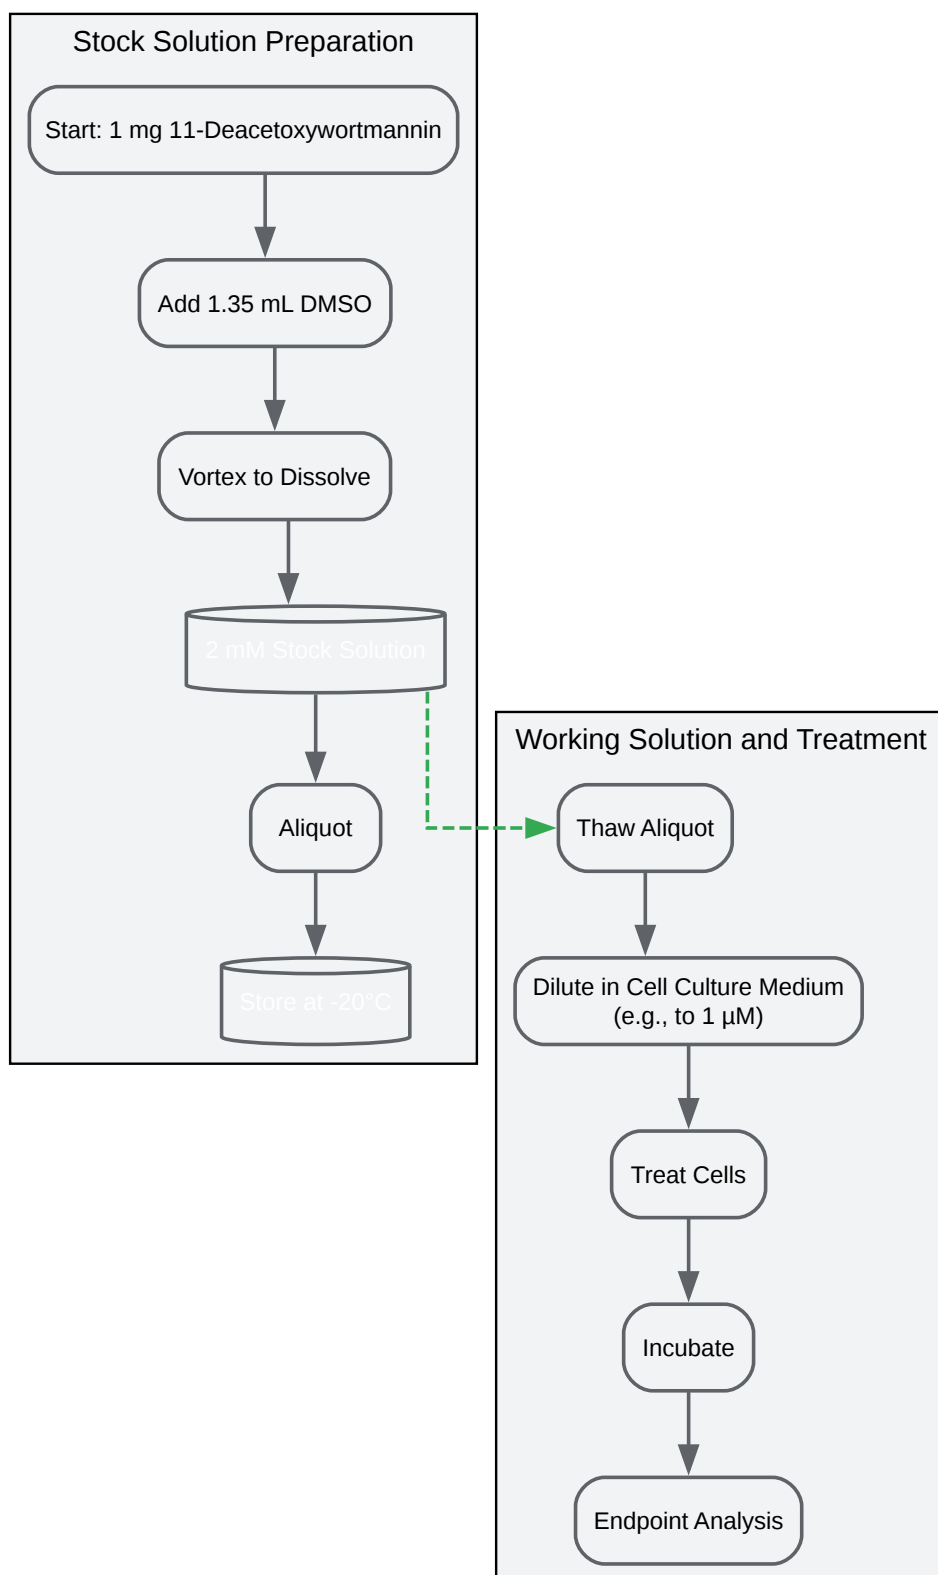 Stock Solution Preparation
Start: 1 mg 11-Deacetoxywortmannin
Add 1.35 mL DMSO
Vortex to Dissolve
2 mM Stock Solution
Aliquot
Store at -20°C
Working Solution and Treatment
Thaw Aliquot
Dilute in Cell Culture Medium
(e.g., to 1 µM)
Treat Cells
Incubate
Endpoint Analysis